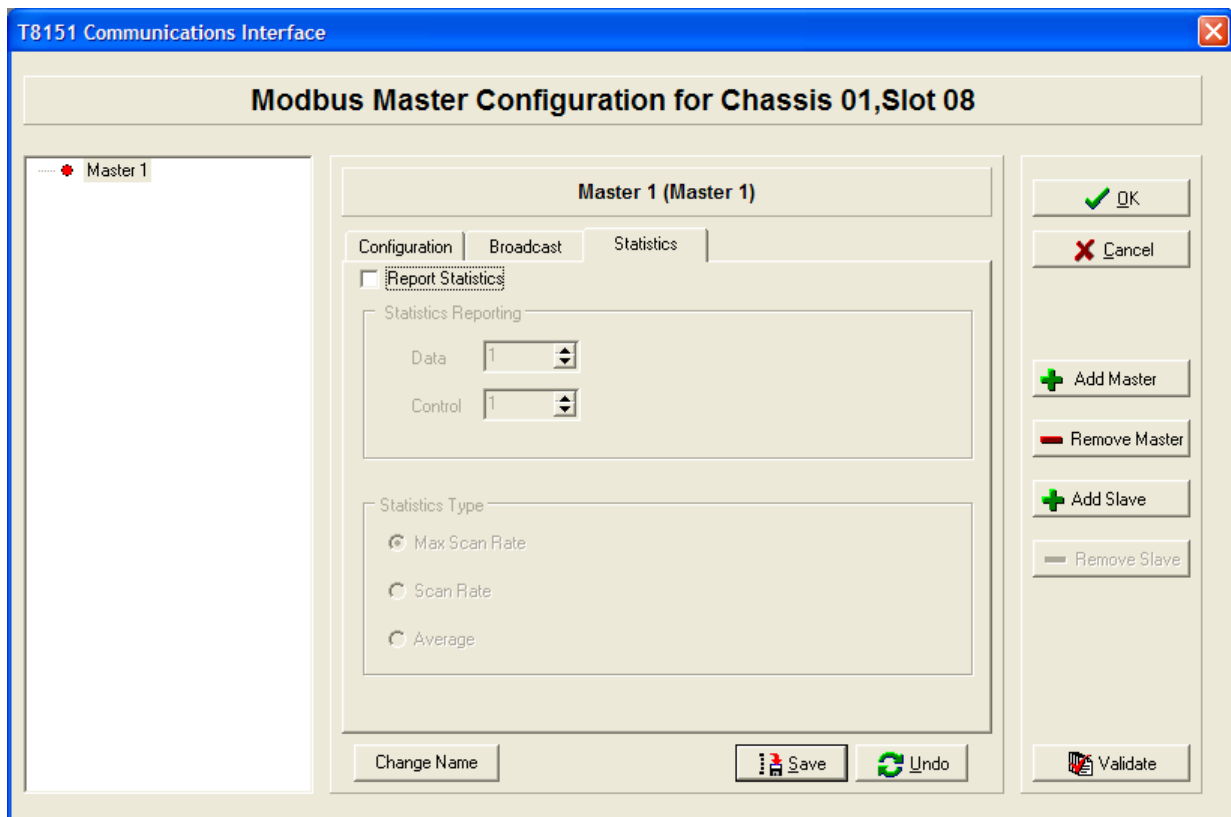 T8151 Communications Interface
Modbus Master Configuration for Chassis 01,Slot 08
Master 1
Master 1 (Master 1)
Configuration
Broadcast
Statistics
Report Statistics
Statistics Reporting
Data 1
Control 1
Statistics Type
Max Scan Rate
Scan Rate
Average
Change Name
Save
Undo
OK
Cancel
Add Master
Remove Master
Add Slave
Remove Slave
Validate